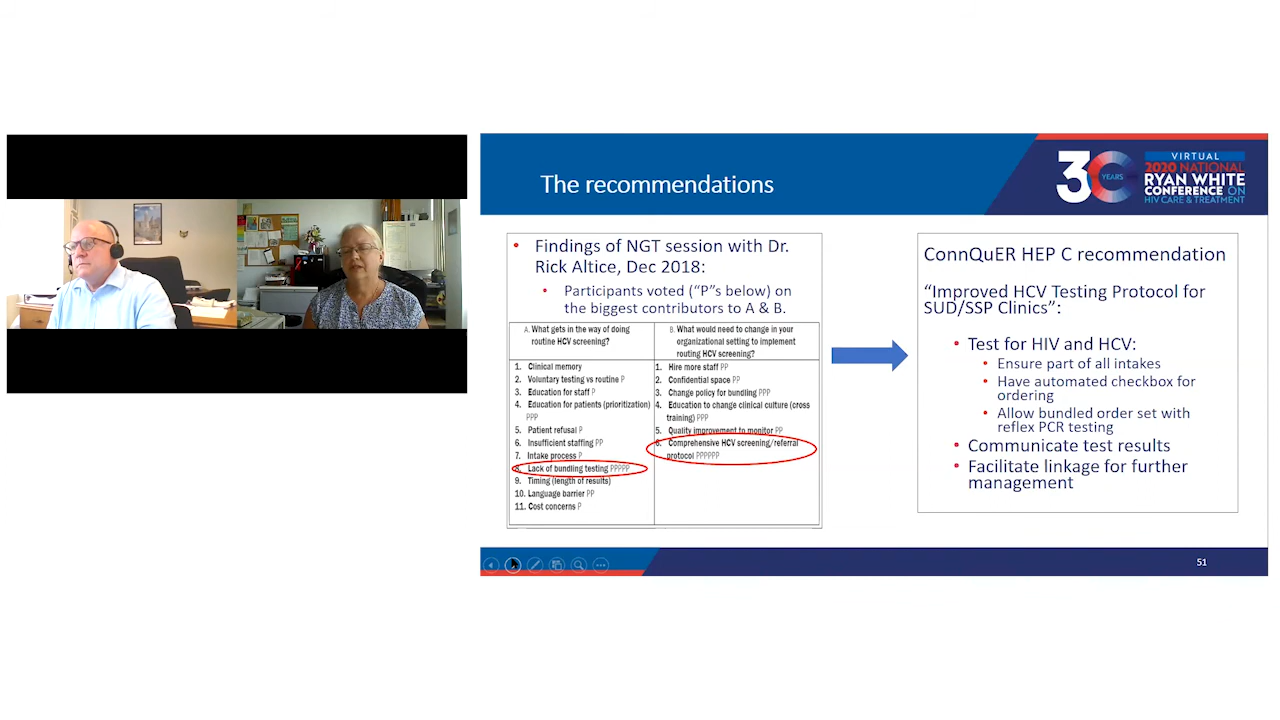 The recommendations
3C
YEARS
VIRTUAL
2020 NATIONAL
RYAN WHITE
CONFERENCE ON
HIV CARE & TREATMENT
• Findings of NGT session with Dr.
Rick Altice, Dec 2018:
• Participants voted ("P"s below) on
the biggest contributors to A & B.
A. What gets in the way of doing
routine HCV screening?
1. Clinical memory
2. Voluntary testing vs routine P
3. Education for staff P
4. Education for patients (prioritization)
PPP
5. Patient refusal P
6. Insufficient staffing PP
7. Intake process P
8. Lack of bundling testing PPPPP
9. Timing (length of results)
10. Language barrier PP
11. Cost concerns P
B. What would need to change in your
organizational setting to implement
routing HCV screening?
1. Hire more staff PP
2. Confidential space PP
3. Change policy for bundling PPP
4. Education to change clinical culture (cross
training) PPP
5. Quality improvement to monitor PP
6. Comprehensive HCV screening/referral
protocol PPPPPP
ConnQuER HEP C recommendation
“Improved HCV Testing Protocol for
SUD/SSP Clinics”:
• Test for HIV and HCV:
• Ensure part of all intakes
• Have automated checkbox for
ordering
• Allow bundled order set with
reflex PCR testing
• Communicate test results
• Facilitate linkage for further
management
51